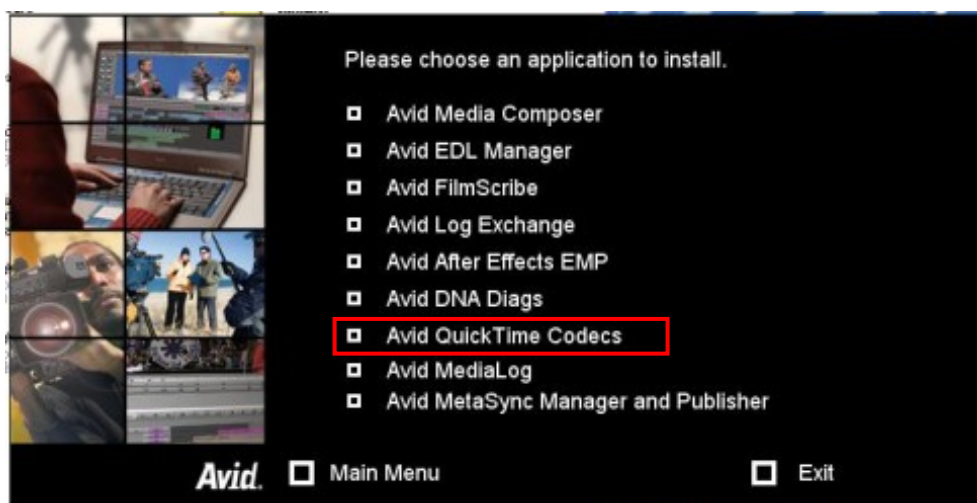 Please choose an application to install.
Avid Media Composer
Avid EDL Manager
Avid FilmScribe
Avid Log Exchange
Avid After Effects EMP
Avid DNA Diags
Avid QuickTime Codecs
Avid MediaLog
Avid MetaSync Manager and Publisher
Avid. Main Menu Exit